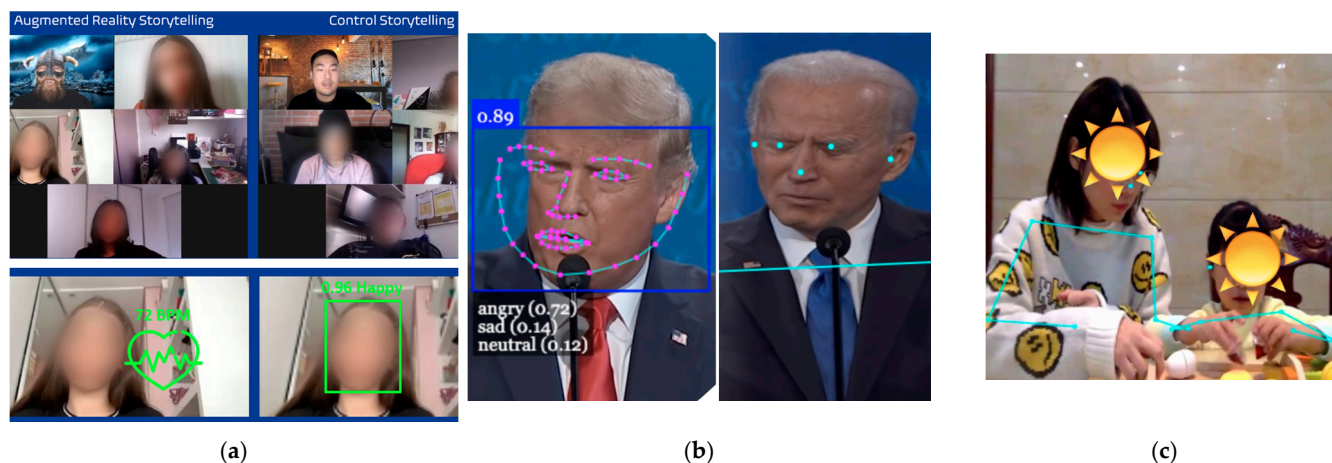 Augmented Reality Storytelling
Control Storytelling
72 BPM
0.96 Happy
0.89
angry (0.72)
sad (0.14)
neutral (0.12)
(a)
(b)
(c)